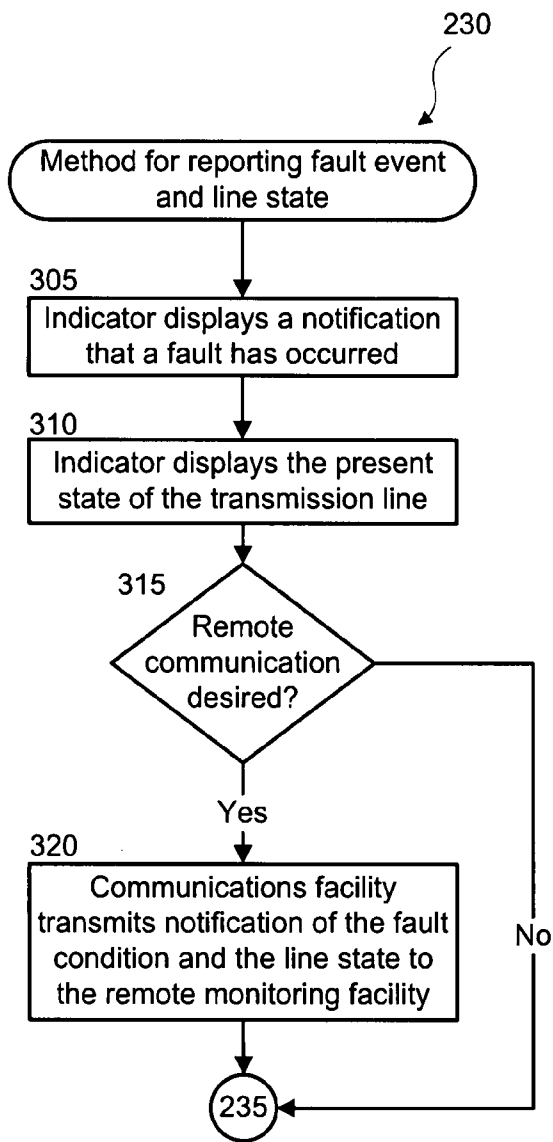 230
Method for reporting fault event
and line state
305
Indicator displays a notification
that a fault has occurred
310
Indicator displays the present
state of the transmission line
315
Remote
communication
desired?
Yes
No
320
Communications facility
transmits notification of the fault
condition and the line state to
the remote monitoring facility
235